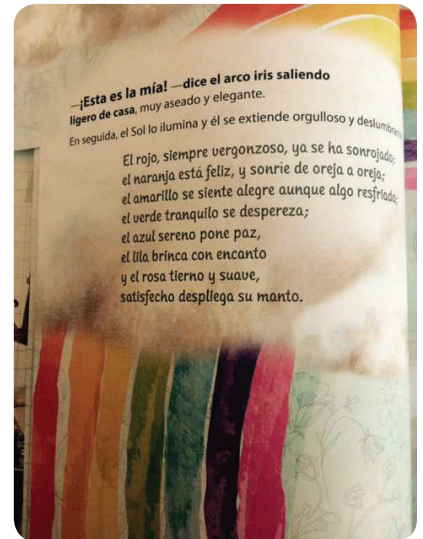 —¡Esta es la mía! —dice el arco iris saliendo
ligero de casa, muy aseado y elegante.
En seguida, el Sol lo ilumina y él se extiende orgulloso y
El rojo, siempre vergonzoso, ya se ha sonrojado;
el naranja está feliz, y sonríe de oreja a oreja;
el amarillo se siente alegre aunque algo resfriado;
el verde tranquilo se despereza;
el azul sereno pone paz,
el lila brinca con encanto
y el rosa tierno y suave,
satisfecho despliega su manto.